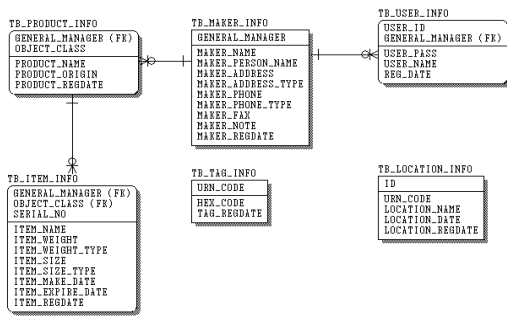 TB_PRODUCT_INFO
GENERAL_MANAGER (FK)
OBJECT_CLASS
PRODUCT_NAME
PRODUCT_ORIGIN
PRODUCT_REGDATE
TB_MAKER_INFO
GENERAL_MANAGER
MAKER_NAME
MAKER_PERSON_NAME
MAKER_ADDRESS
MAKER_ADDRESS_TYPE
MAKER_PHONE
MAKER_PHONE_TYPE
MAKER_FAX
MAKER_NOTE
MAKER_REGDATE
TB_USER_INFO
USER_ID
GENERAL_MANAGER (FK)
USER_PASS
USER_NAME
REG_DATE
TB_ITEM_INFO
GENERAL_MANAGER (FK)
OBJECT_CLASS (FK)
SERIAL_NO
ITEM_NAME
ITEM_WEIGHT
ITEM_WEIGHT_TYPE
ITEM_SIZE
ITEM_SIZE_TYPE
ITEM_MAKE_DATE
ITEM_EXPIRE_DATE
ITEM_REGDATE
TB_TAG_INFO
URN_CODE
HEX_CODE
TAG_REGDATE
TB_LOCATION_INFO
ID
URN_CODE
LOCATION_NAME
LOCATION_DATE
LOCATION_REGDATE